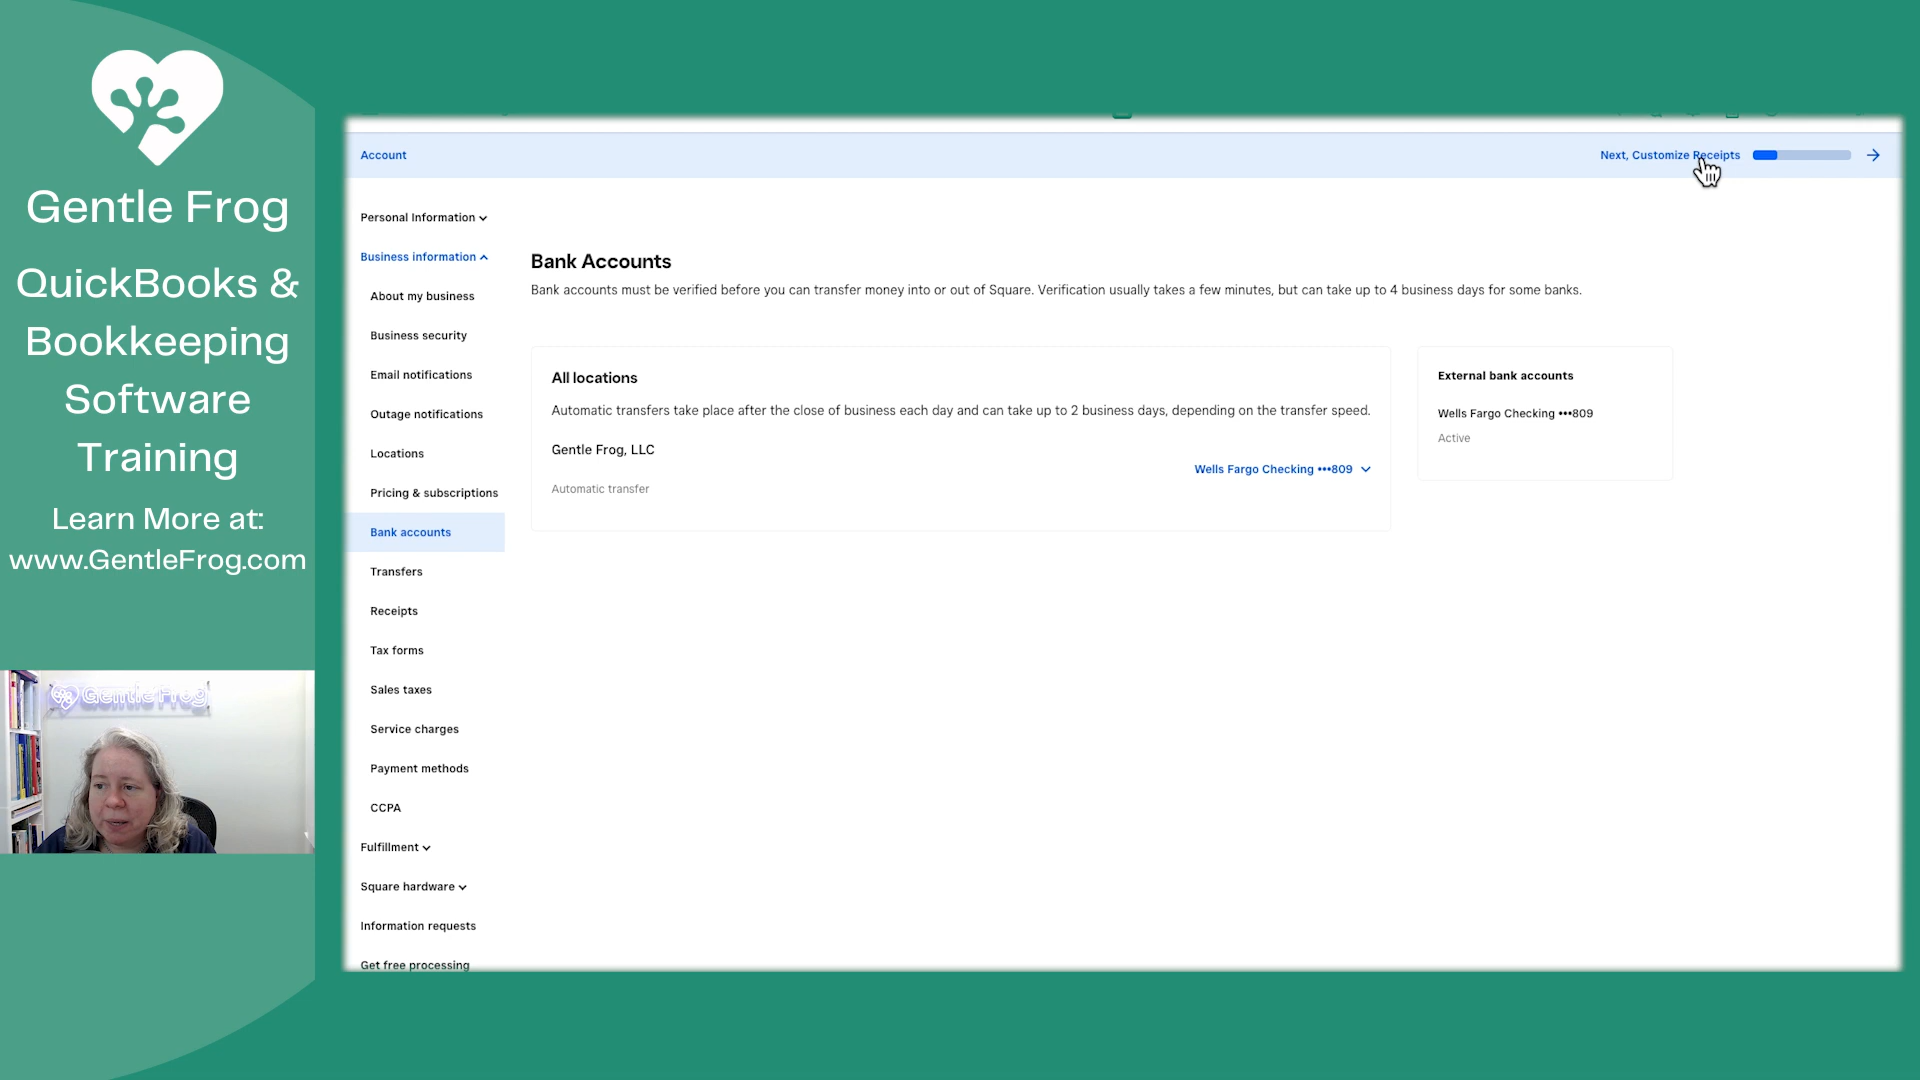 Gentle Frog
QuickBooks &
Bookkeeping
Software
Training
Learn More at:
www.GentleFrog.com
Gentle Frog
Account
Next, Customize Receipts
Personal Information
Business information
About my business
Business security
Email notifications
Outage notifications
Locations
Pricing & subscriptions
Bank accounts
Transfers
Receipts
Tax forms
Sales taxes
Service charges
Payment methods
CCPA
Fulfillment
Square hardware
Information requests
Get free processing
Bank Accounts
Bank accounts must be verified before you can transfer money into or out of Square. Verification usually takes a few minutes, but can take up to 4 business days for some banks.
All locations
Automatic transfers take place after the close of business each day and can take up to 2 business days, depending on the transfer speed.
Gentle Frog, LLC
Wells Fargo Checking •••809
Automatic transfer
External bank accounts
Wells Fargo Checking •••809
Active